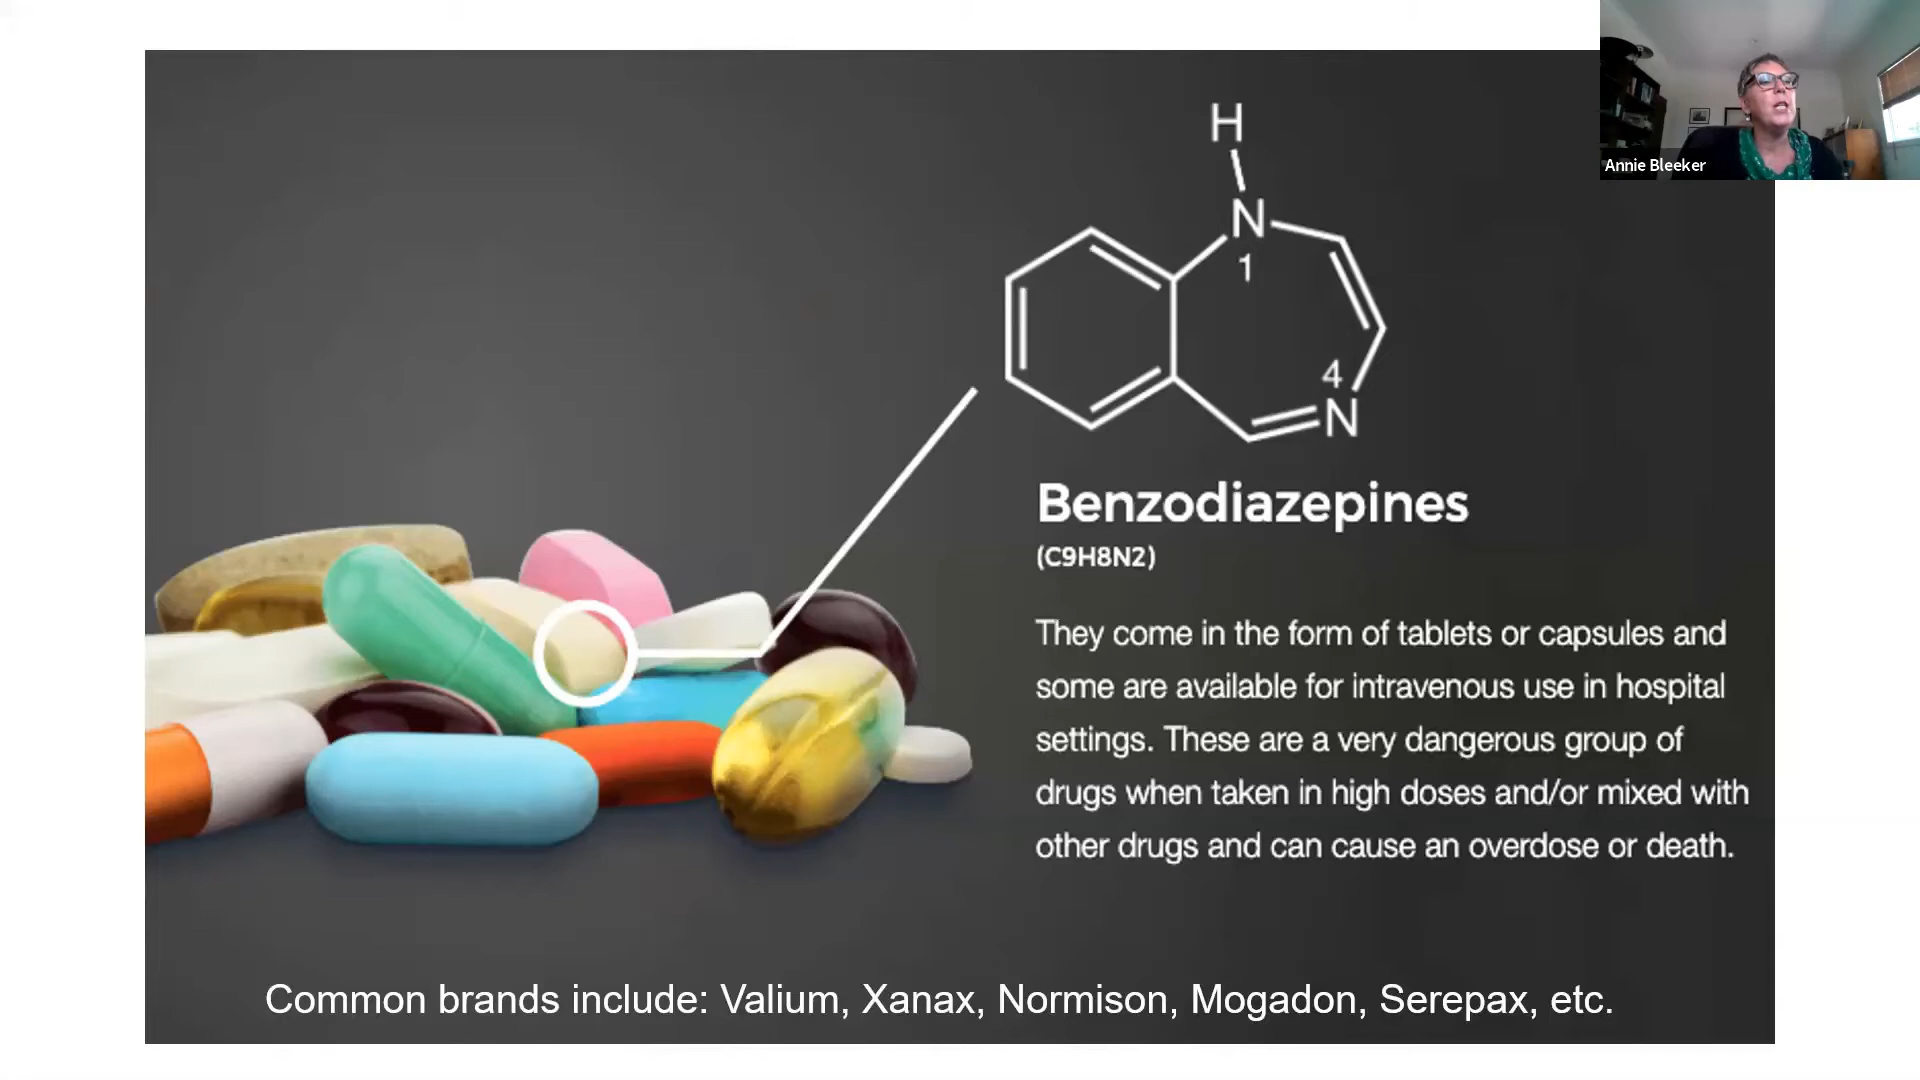 Annie Bleeker
H
N
1
4
N
Benzodiazepines
(C9H8N2)
They come in the form of tablets or capsules and
some are available for intravenous use in hospital
settings. These are a very dangerous group of
drugs when taken in high doses and/or mixed with
other drugs and can cause an overdose or death.
Common brands include: Valium, Xanax, Normison, Mogadon, Serepax, etc.